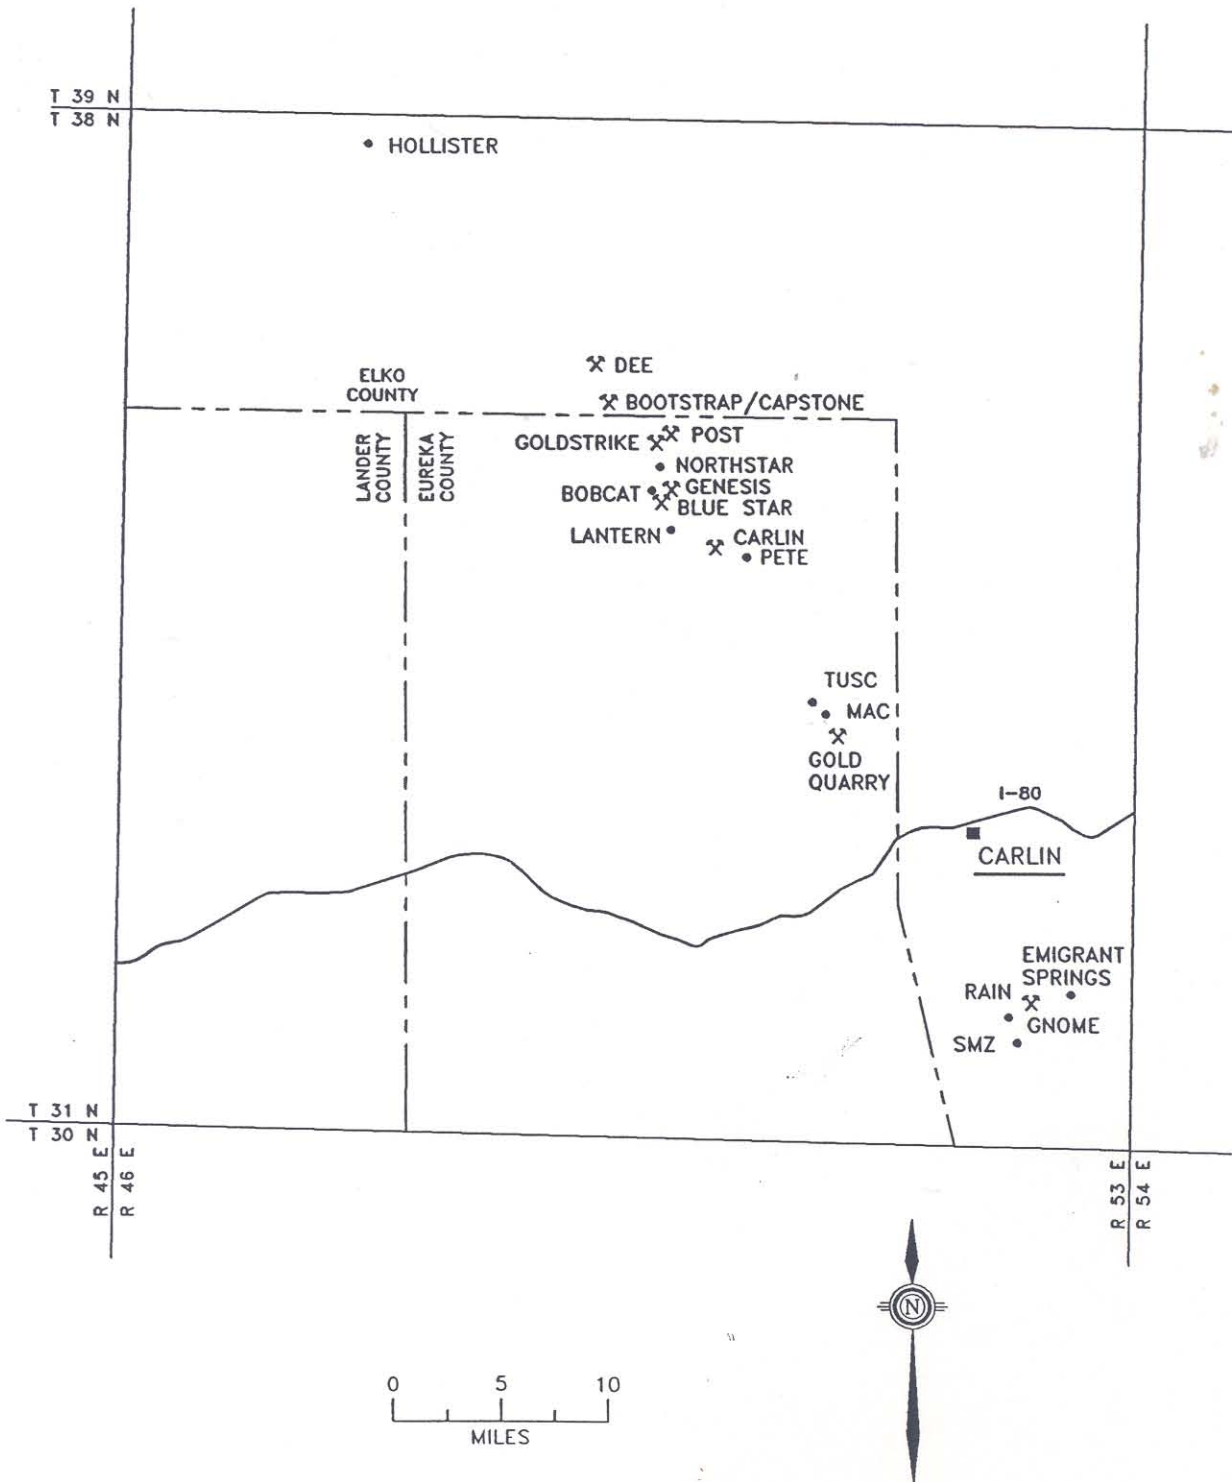 T 39 N
T 38 N
HOLLISTER
DEE
ELKO
COUNTY
BOOTSTRAP/CAPSTONE
LANDER
COUNTY
EUREKA
COUNTY
POST
GOLDSTRIKE
NORTHSTAR
GENESIS
BOBCAT
BLUE STAR
LANTERN
CARLIN
PETE
TUSC
MAC
GOLD
QUARRY
I-80
CARLIN
EMIGRANT
SPRINGS
RAIN
GNOME
SMZ
T 31 N
T 30 N
R 45 E
R 46 E
R 53 E
R 54 E
N
0 5 10
MILES